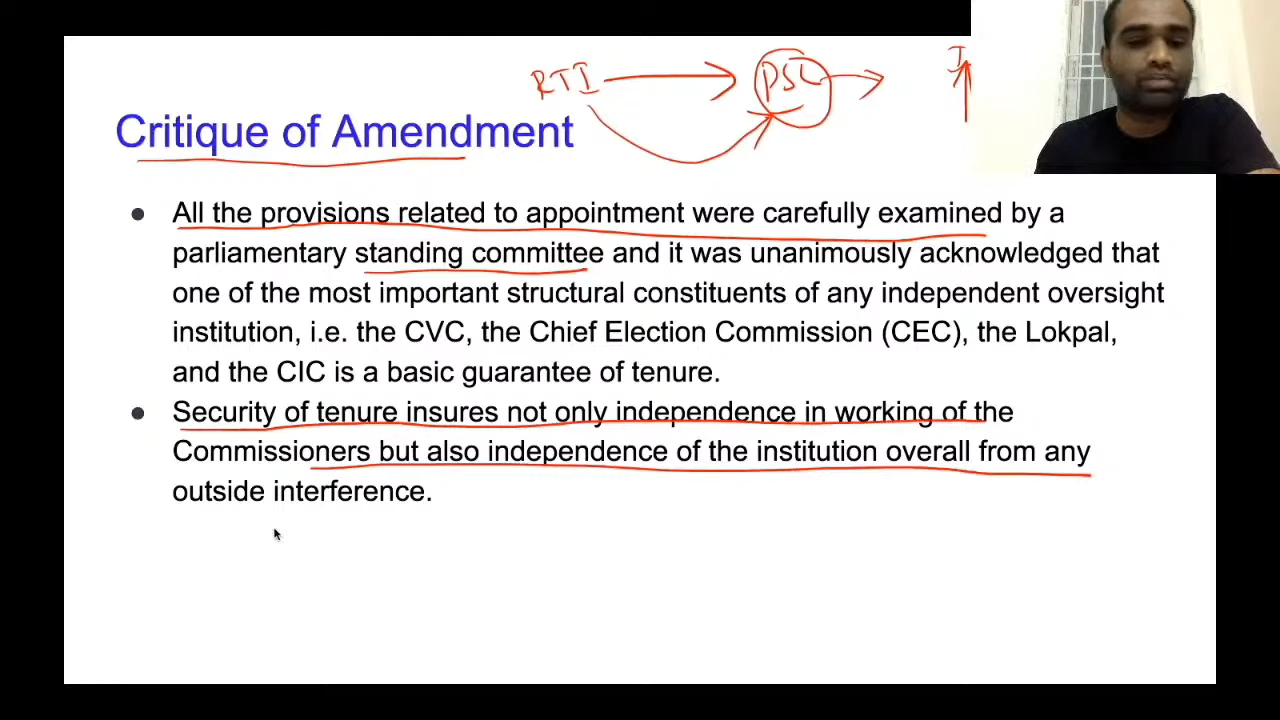 RTI PSC I
Critique of Amendment
● All the provisions related to appointment were carefully examined by a
parliamentary standing committee and it was unanimously acknowledged that
one of the most important structural constituents of any independent oversight
institution, i.e. the CVC, the Chief Election Commission (CEC), the Lokpal,
and the CIC is a basic guarantee of tenure.
● Security of tenure insures not only independence in working of the
Commissioners but also independence of the institution overall from any
outside interference.